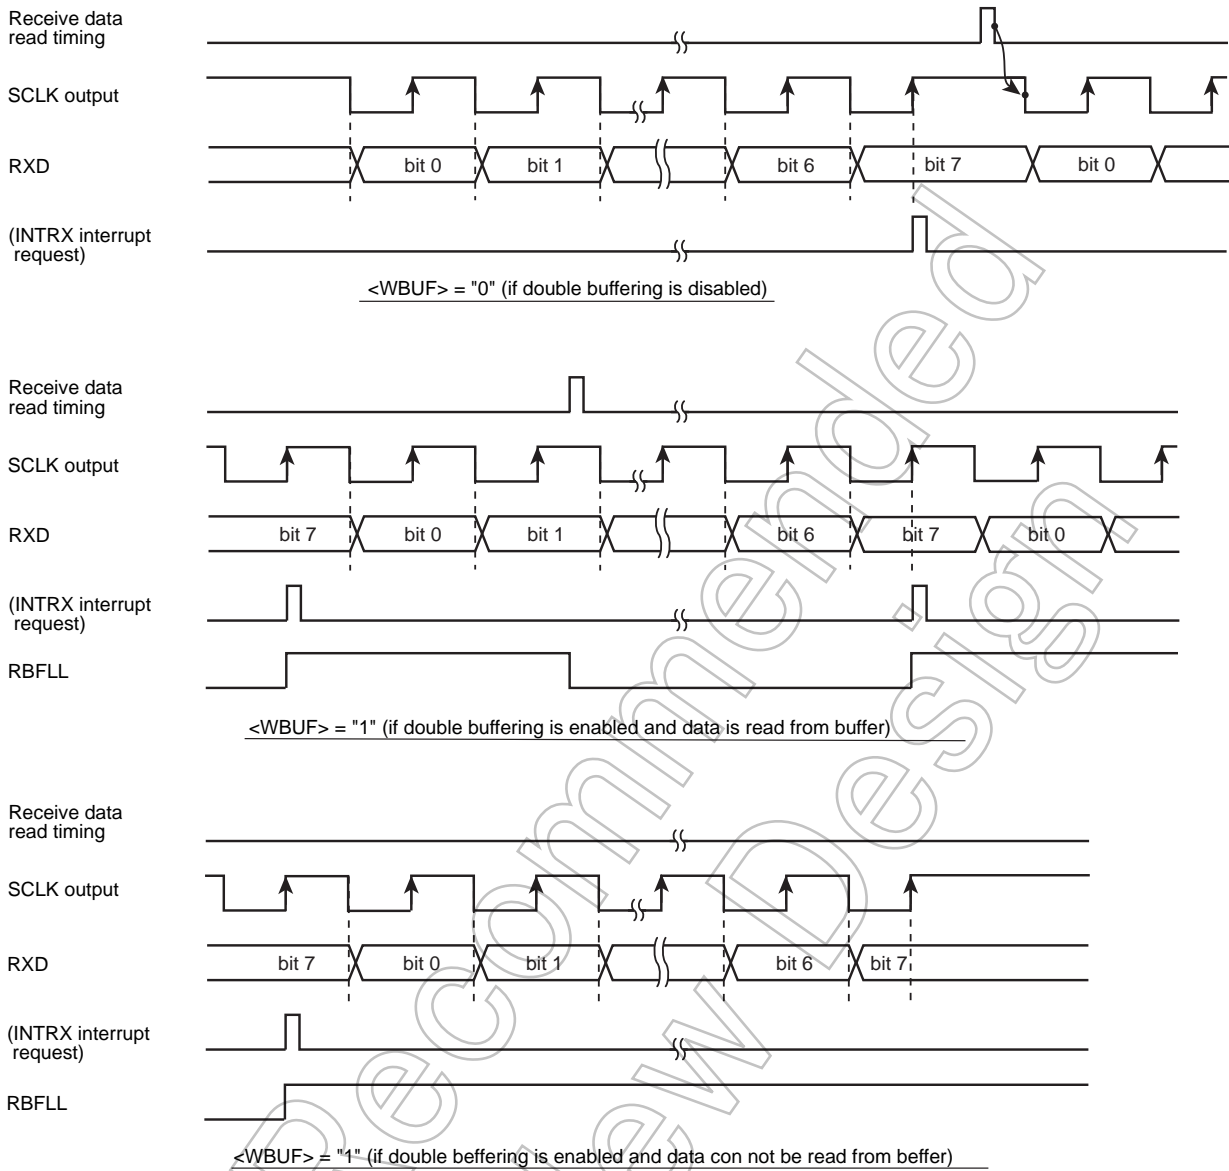 Receive data
read timing
SCLK output
RXD
bit 0 bit 1 bit 6 bit 7 bit 0
(INTRX interrupt
request)
<WBUF> = "0" (if double buffering is disabled)
Receive data
read timing
SCLK output
RXD
bit 7 bit 0 bit 1 bit 6 bit 7 bit 0
(INTRX interrupt
request)
RBFLL
<WBUF> = "1" (if double buffering is enabled and data is read from buffer)
Receive data
read timing
SCLK output
RXD
bit 7 bit 0 bit 1 bit 6 bit 7
(INTRX interrupt
request)
RBFLL
<WBUF> = "1" (if double beffering is enabled and data con not be read from beffer)
Recommended
ew Design